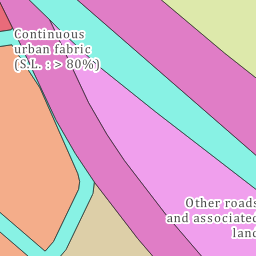 Continuous
urban fabric
(S.L. : > 80%)
Other roads
and associated
land